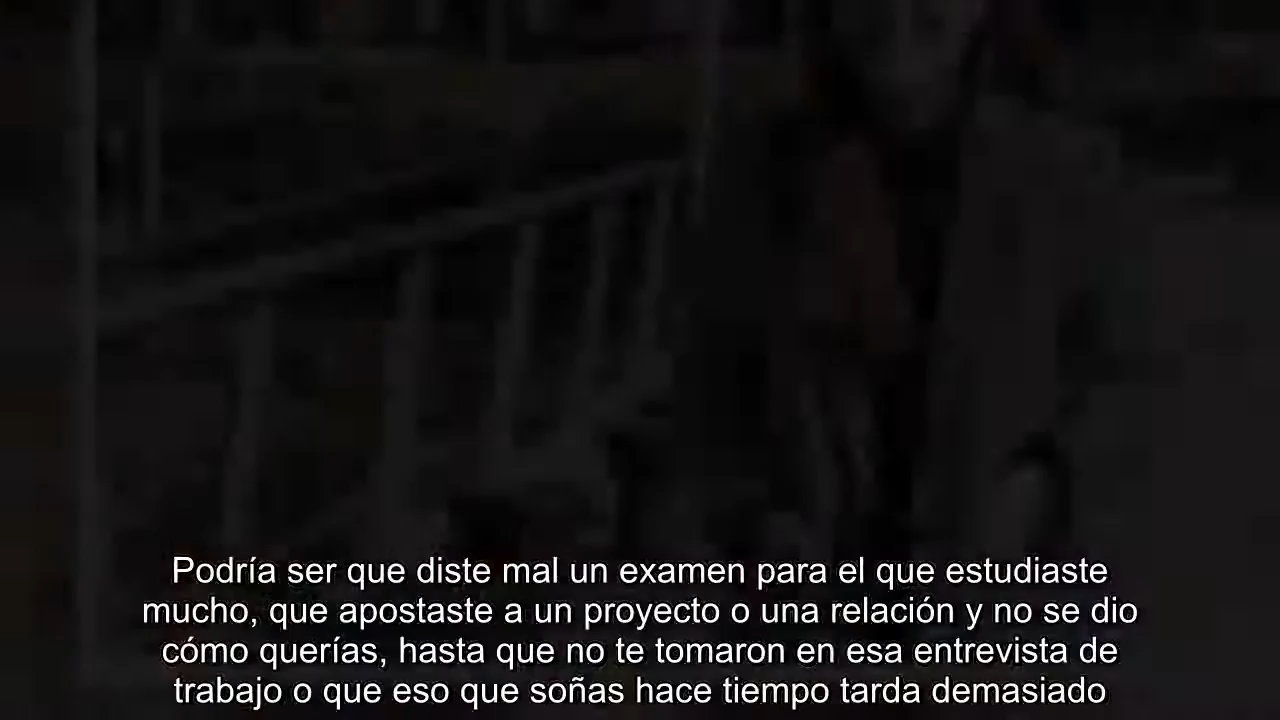 Podría ser que diste mal un examen para el que estudiaste
mucho, que apostaste a un proyecto o una relación y no se dio
cómo querías, hasta que no te tomaron en esa entrevista de
trabajo o que eso que soñas hace tiempo tarda demasiado